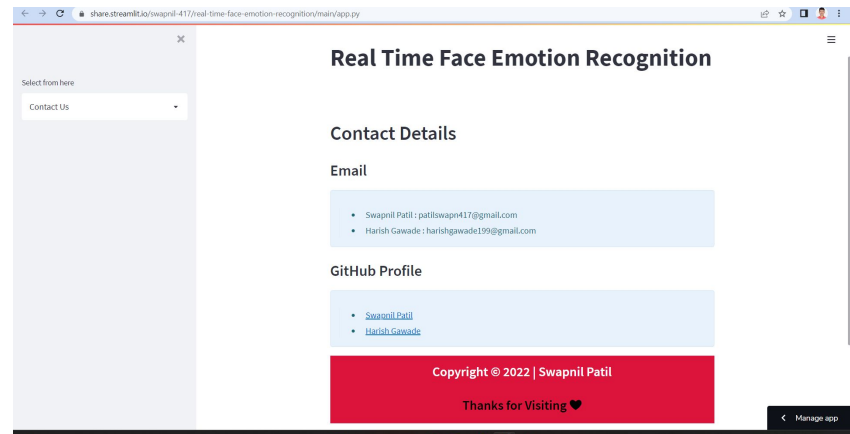 share.streamlit.io/swapnil-417/real-time-face-emotion-recognition/main/app.py
Select from here
Contact Us
Real Time Face Emotion Recognition
Contact Details
Email
• Swapnil Patil : patilswapn417@gmail.com
• Harish Gawade : harishgawade199@gmail.com
GitHub Profile
• Swapnil Patil
• Harish Gawade
Copyright © 2022 | Swapnil Patil
Thanks for Visiting 🖤
Manage app